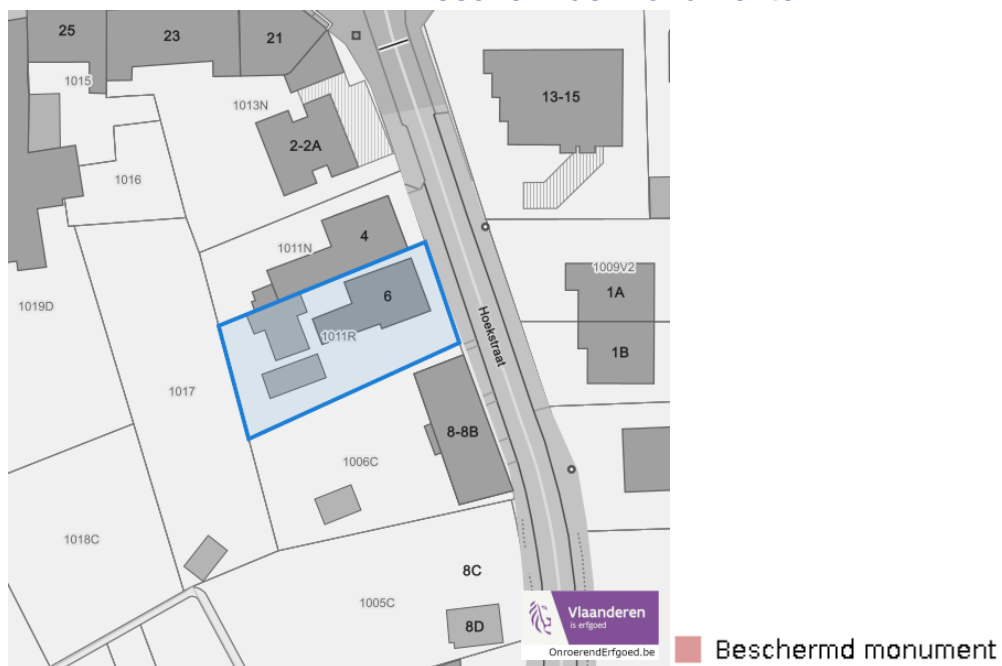 25
23
21
1015
1013N
13-15
2-2A
1016
4
1011N
1009V2
6
1A
1019D
Hoekstraat
1011R
1B
1017
8-8B
1006C
1018C
8C
1005C
8D
Vlaanderen
is erfgoed
OnroerendErfgoed.be
Beschermd monument